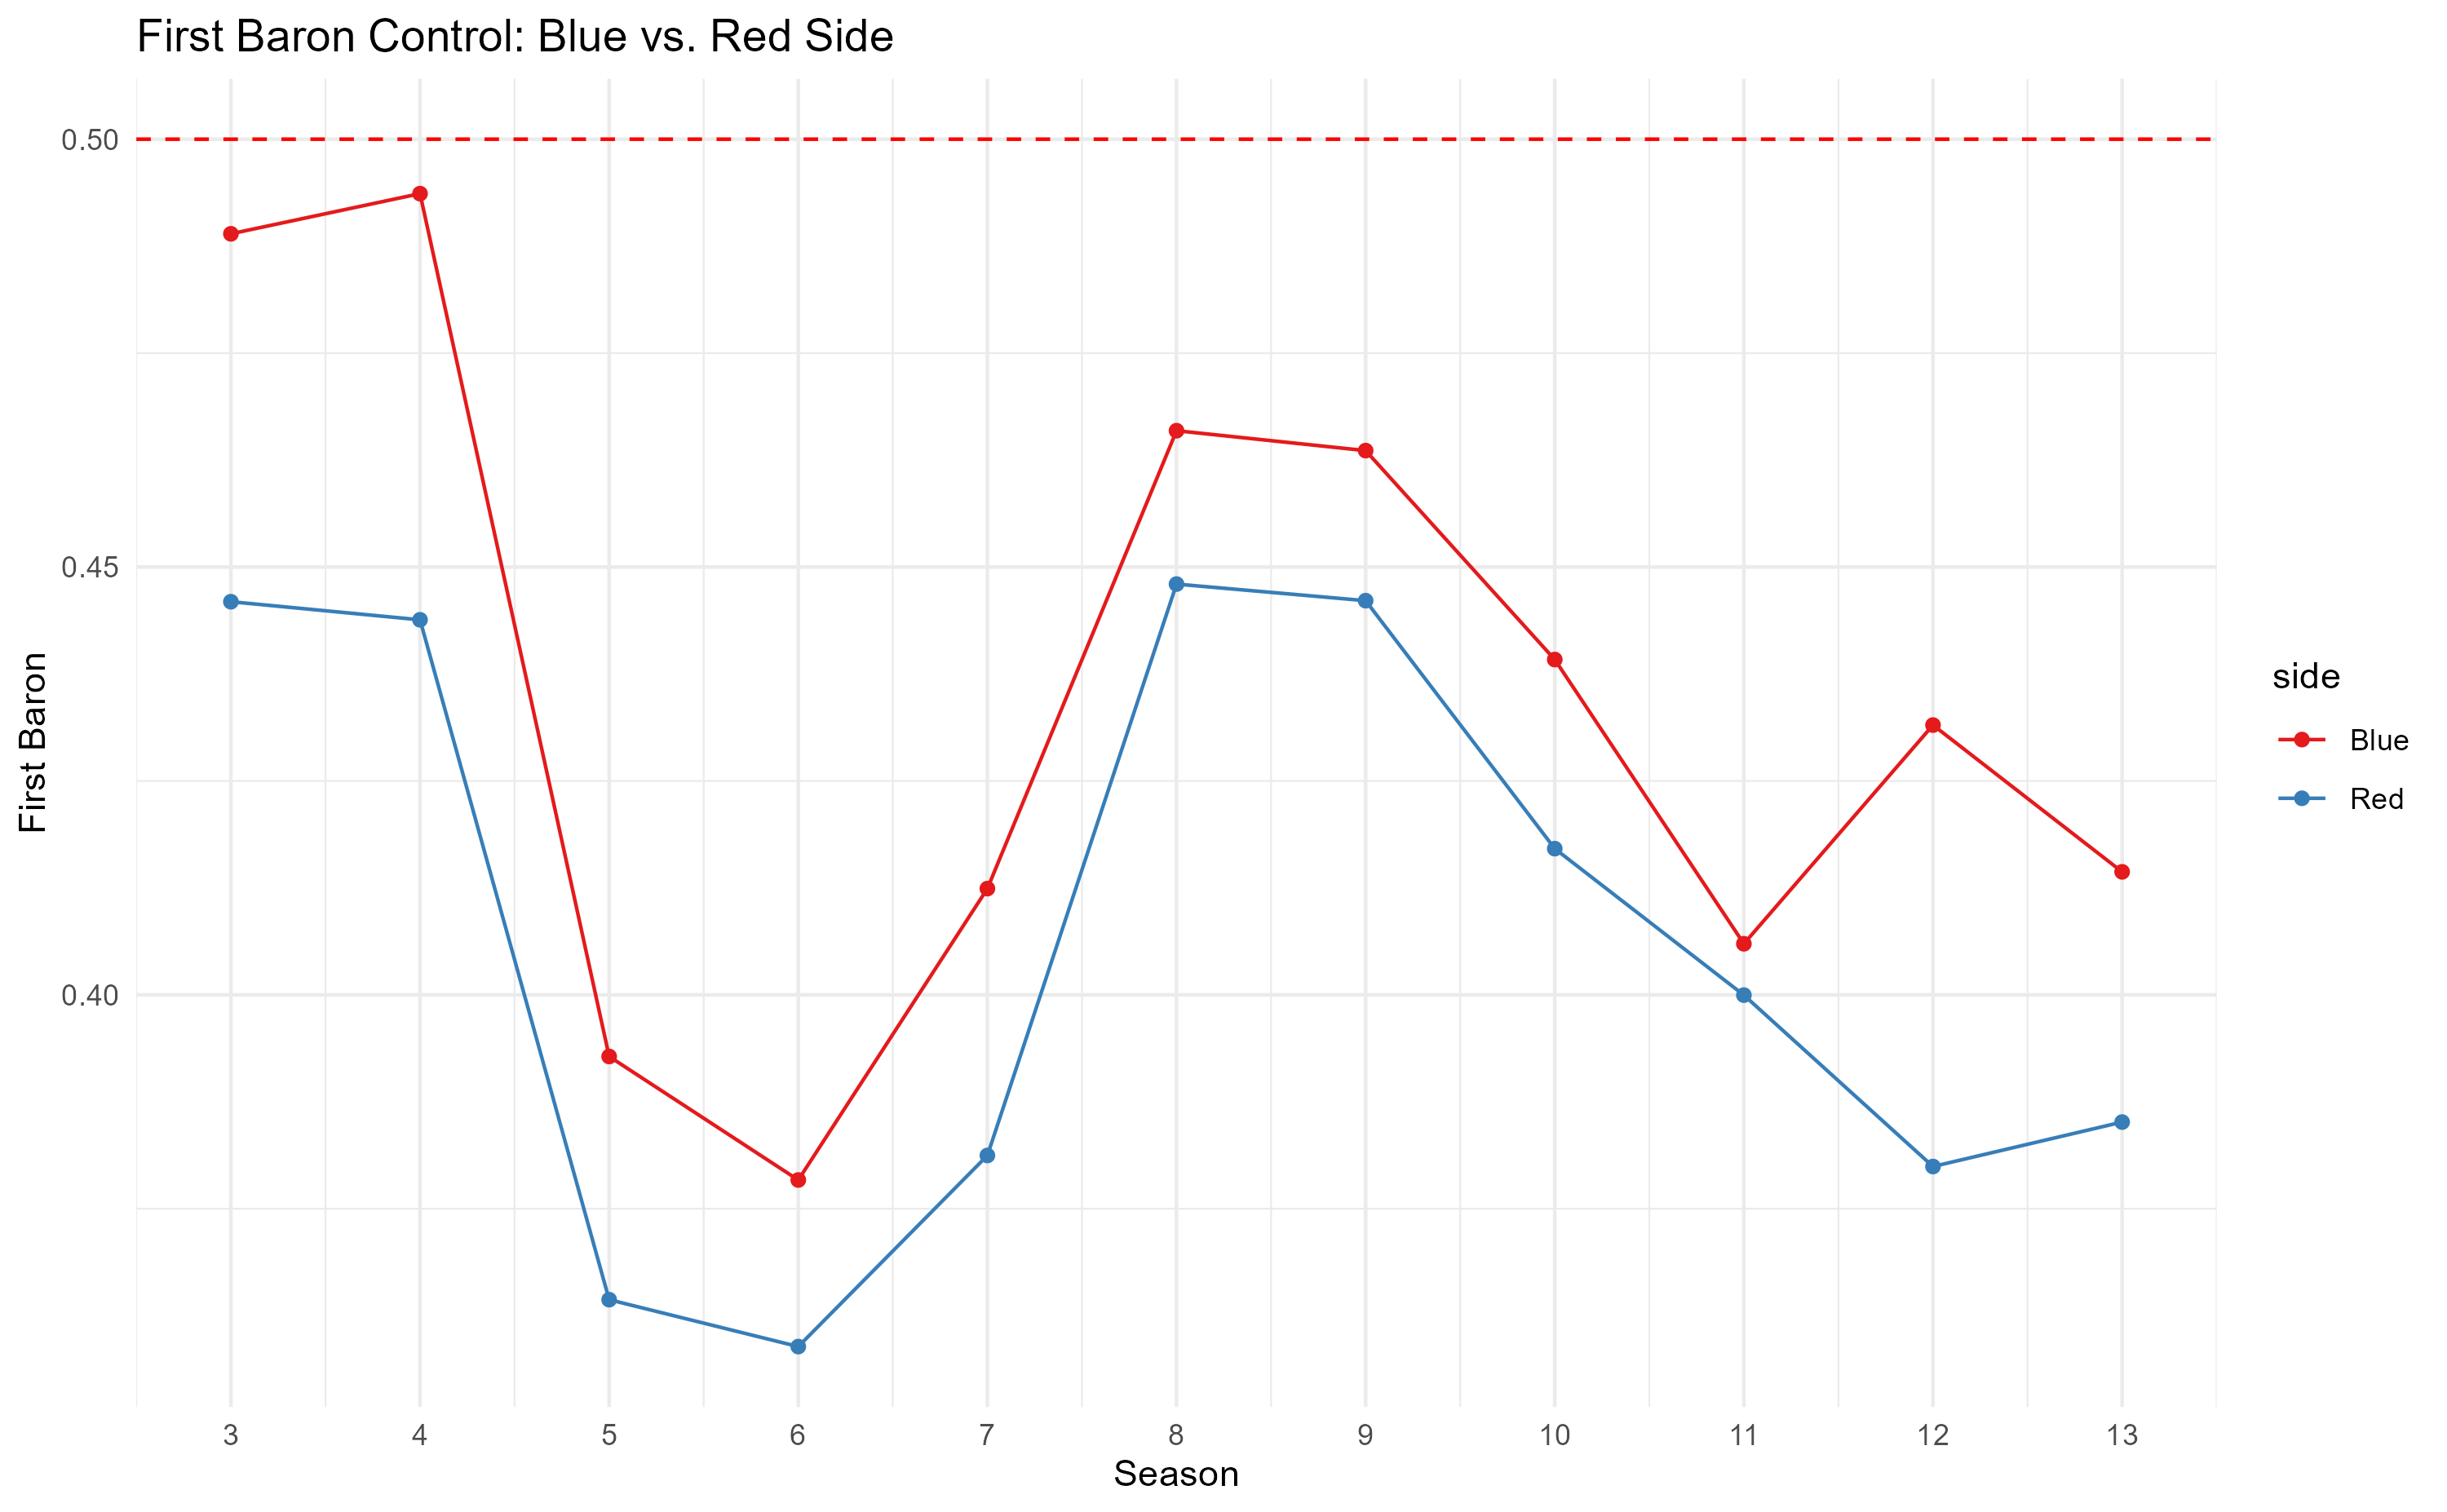 First Baron Control: Blue vs. Red Side
0.50
0.45
0.40
First Baron
3 4 5 6 7 8 9 10 11 12 13
Season
side
Blue
Red